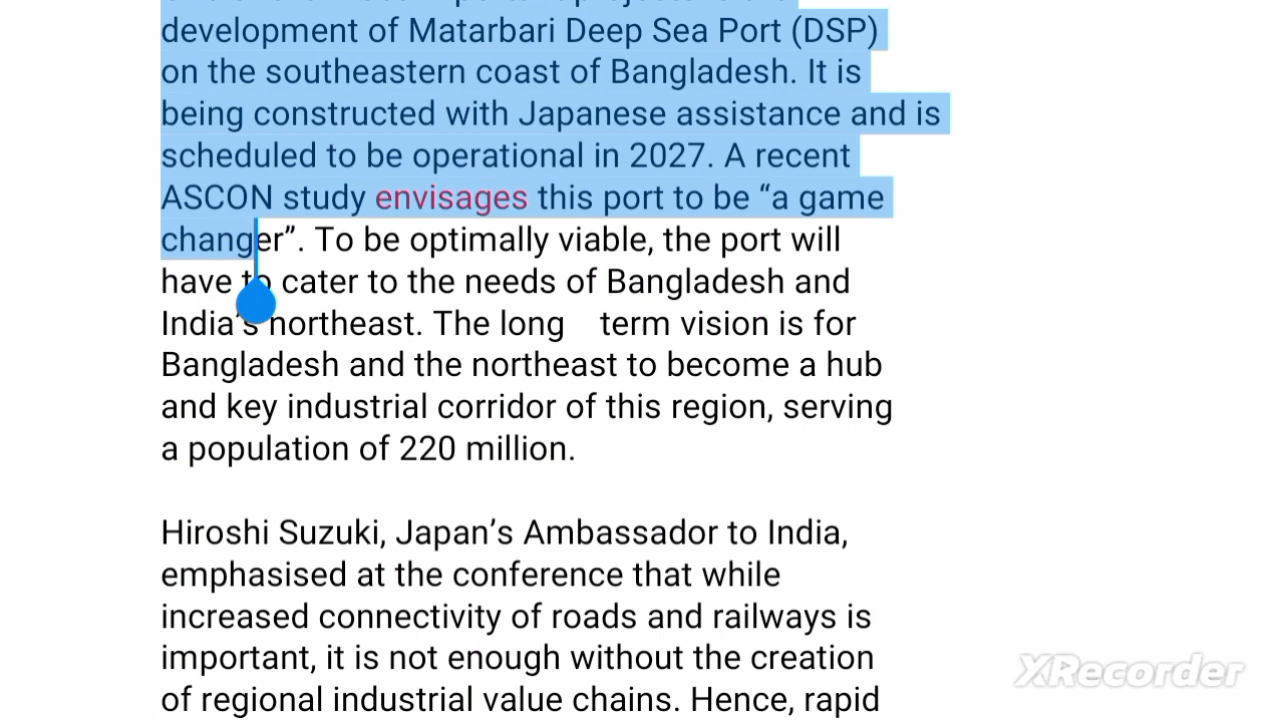 development of Matarbari Deep Sea Port (DSP)
on the southeastern coast of Bangladesh. It is
being constructed with Japanese assistance and is
scheduled to be operational in 2027. A recent
ASCON study envisages this port to be “a game
changer”. To be optimally viable, the port will
have to cater to the needs of Bangladesh and
India’s northeast. The long term vision is for
Bangladesh and the northeast to become a hub
and key industrial corridor of this region, serving
a population of 220 million.
Hiroshi Suzuki, Japan’s Ambassador to India,
emphasised at the conference that while
increased connectivity of roads and railways is
important, it is not enough without the creation
of regional industrial value chains. Hence, rapid
XRecorder